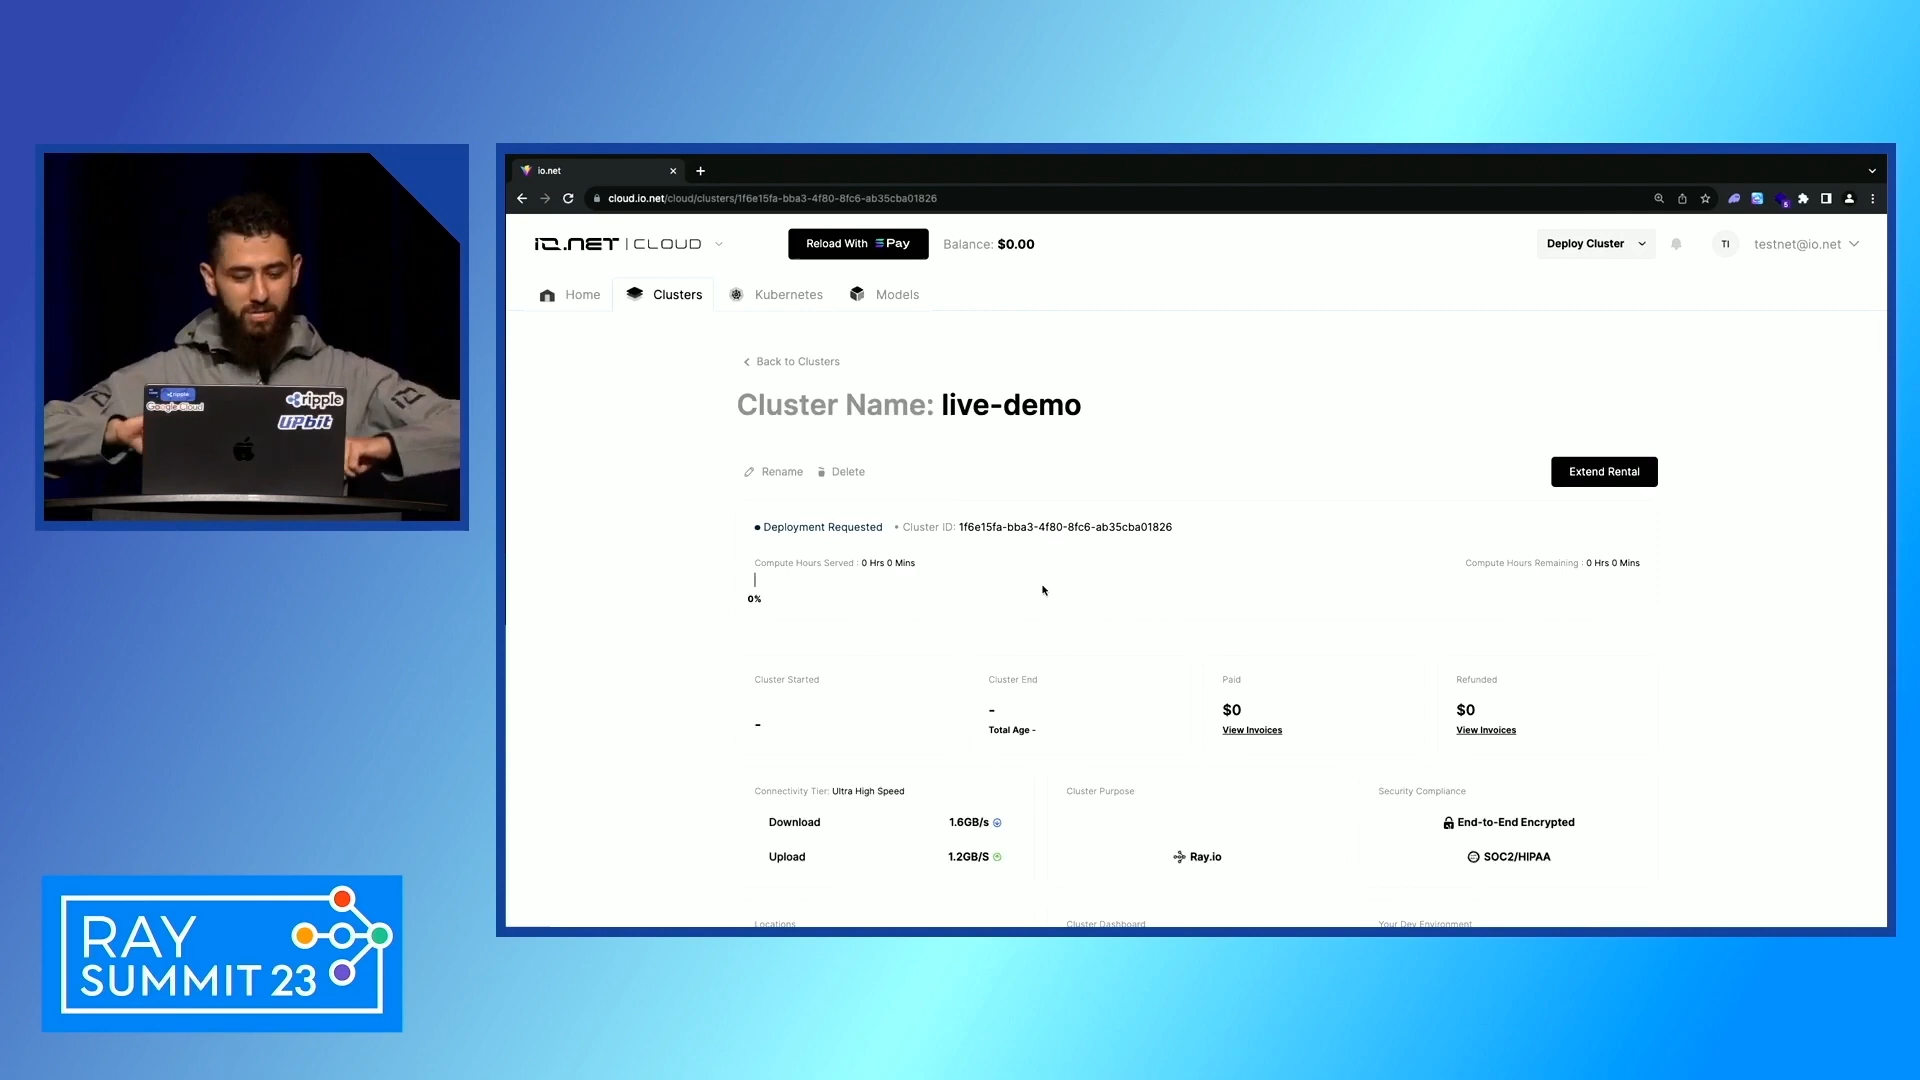 io.net
cloud.io.net/cloud/clusters/1f6e15fa-bba3-4f80-8fc6-ab35cba01826
IO.NET | CLOUD
Reload With Pay
Balance: $0.00
Deploy Cluster
TI
testnet@io.net
Home
Clusters
Kubernetes
Models
Back to Clusters
Cluster Name: live-demo
Rename
Delete
Extend Rental
Deployment Requested
• Cluster ID: 1f6e15fa-bba3-4f80-8fc6-ab35cba01826
Compute Hours Served : 0 Hrs 0 Mins
Compute Hours Remaining : 0 Hrs 0 Mins
0%
Cluster Started
-
Cluster End
-
Total Age -
Paid
$0
View Invoices
Refunded
$0
View Invoices
Connectivity Tier: Ultra High Speed
Download 1.6GB/s
Upload 1.2GB/S
Cluster Purpose
Ray.io
Security Compliance
End-to-End Encrypted
SOC2/HIPAA
Locations
Cluster Dashboard
Your Dev Environment
ripple
Google Cloud
ripple
UPbit
RAY
SUMMIT 23